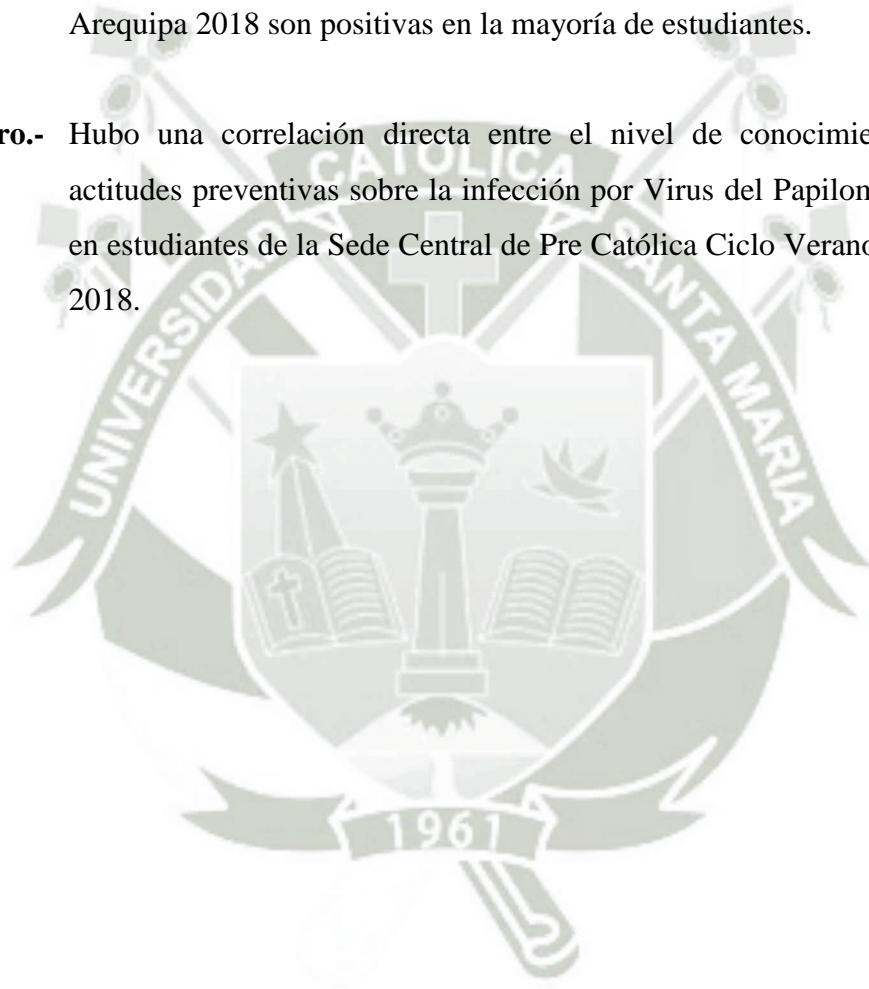 Arequipa 2018 son positivas en la mayoría de estudiantes.
ro.- Hubo una correlación directa entre el nivel de conocimie
actitudes preventivas sobre la infección por Virus del Papilon
en estudiantes de la Sede Central de Pre Católica Ciclo Verano
2018.
UNIVERSIDAD CATOLICA SANTA MARIA
1961